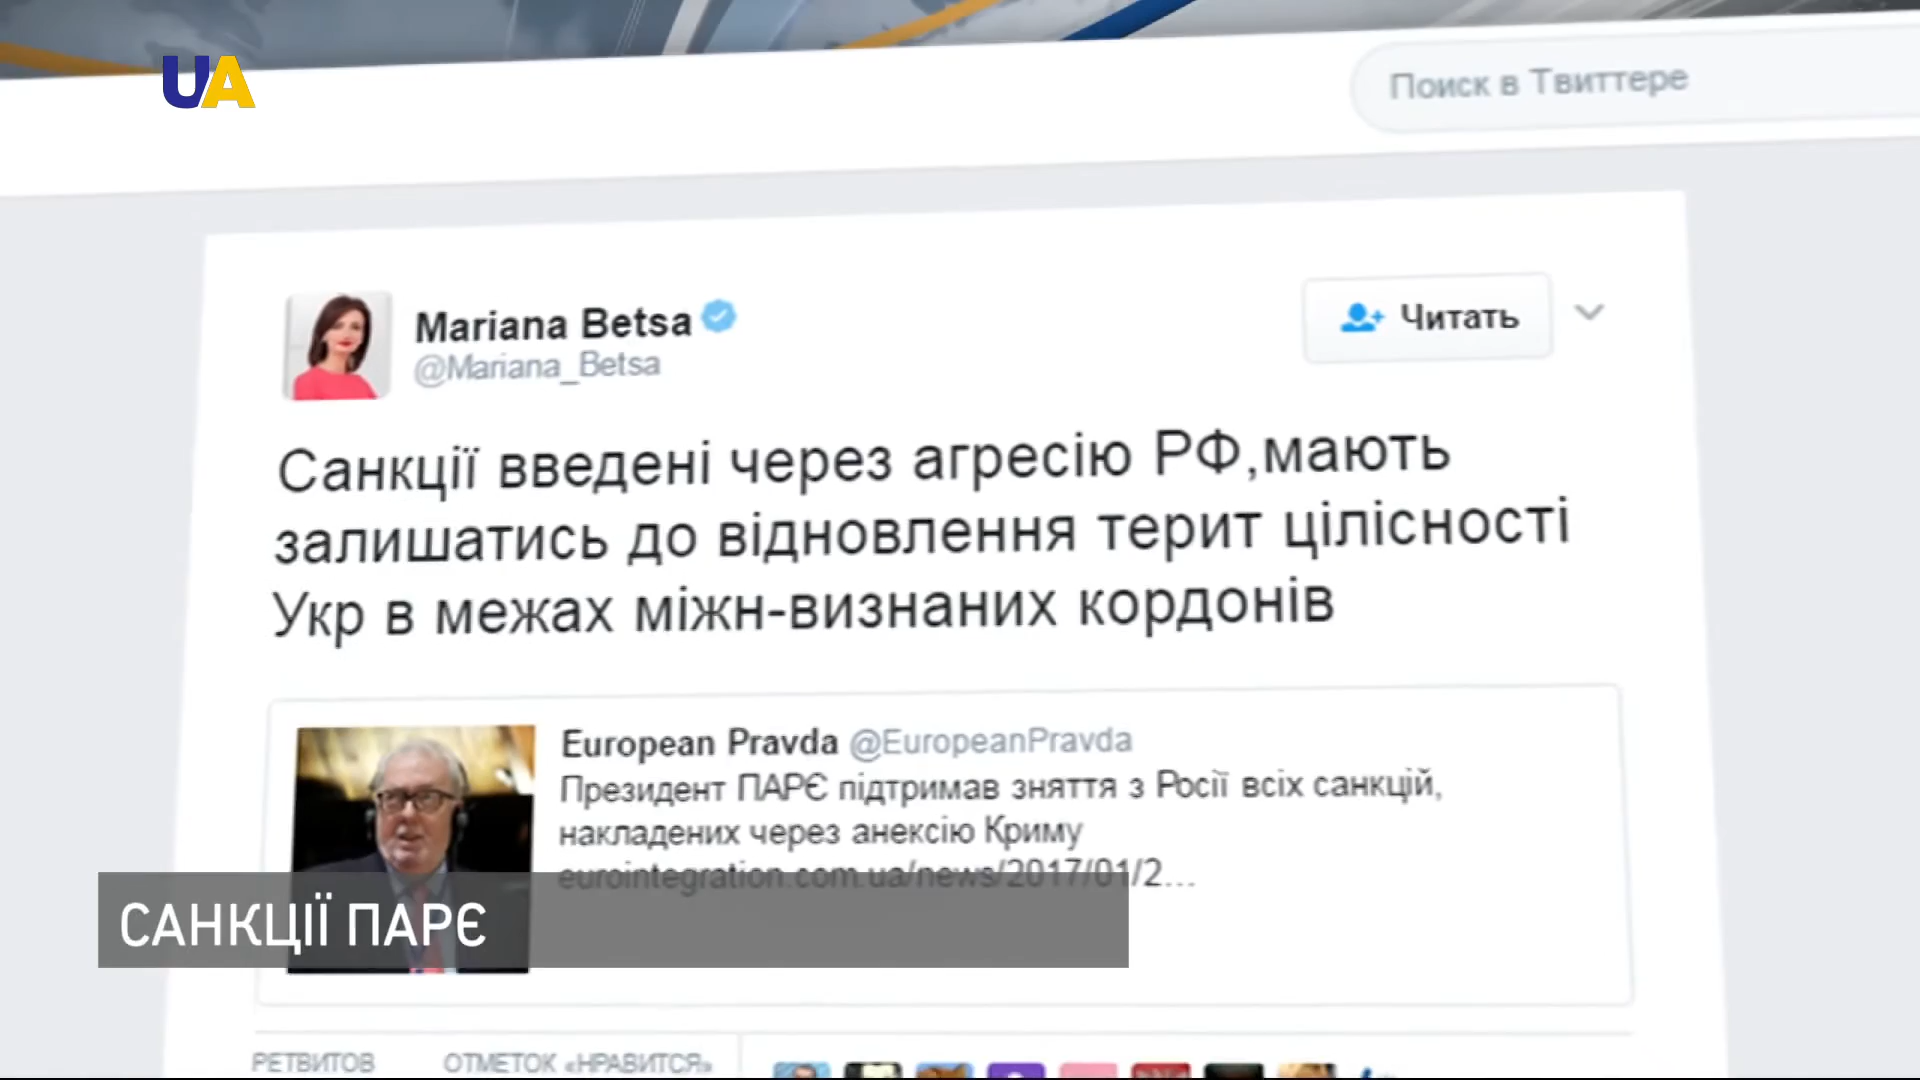 UA
Поиск в Твиттере
Mariana Betsa
@Mariana_Betsa
Читать
Санкції введені через агресію РФ,мають
залишатись до відновлення терит цілісності
Укр в межах міжн-визнаних кордонів
European Pravda @EuropeanPravda
Президент ПАРЄ підтримав зняття з Росії всіх санкцій,
накладених через анексію Криму
eurointegration.com.ua/news/2017/01/2...
САНКЦІЇ ПАРЄ
РЕТВИТОВ ОТМЕТОК «НРАВИТСЯ»